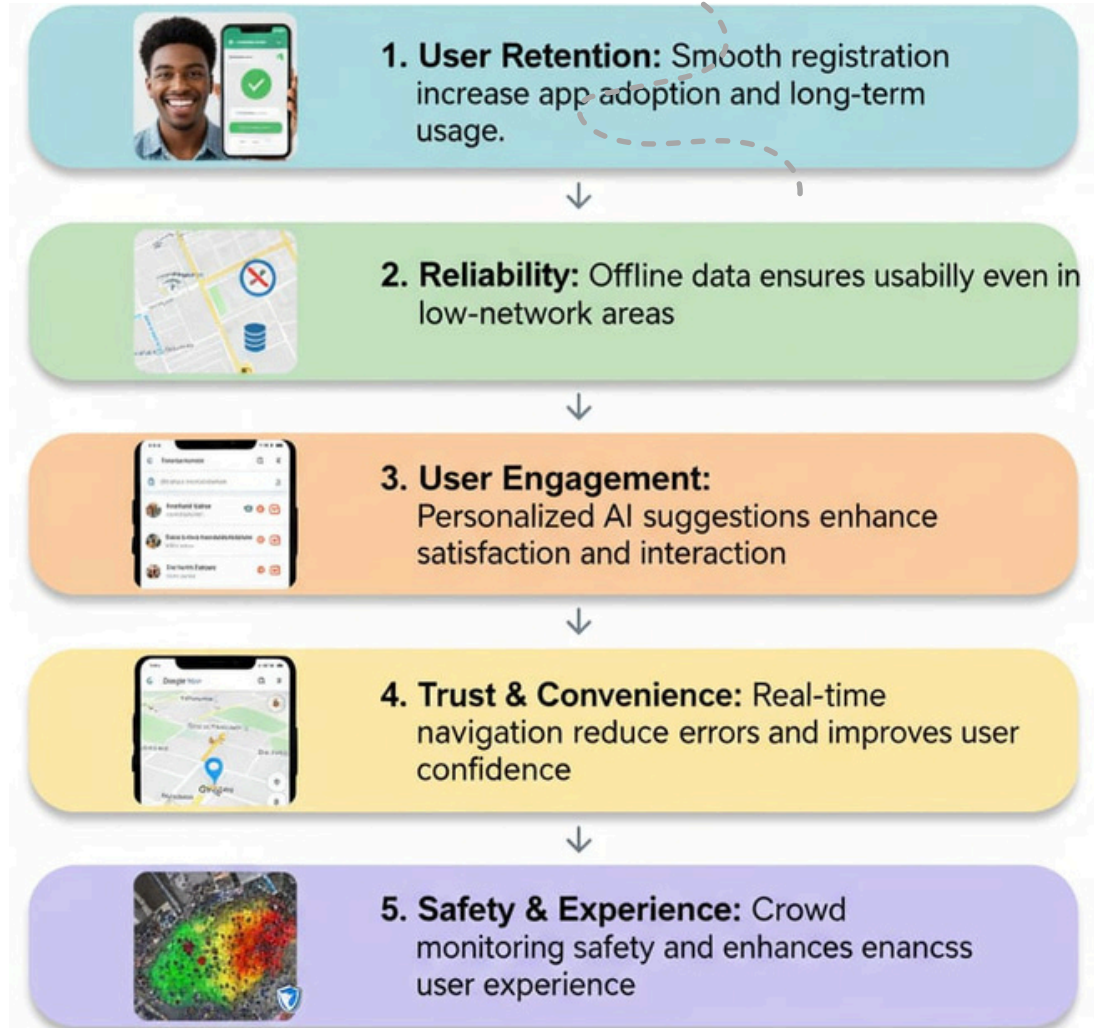 1. User Retention: Smooth registration
increase app adoption and long-term
usage.
2. Reliability: Offline data ensures usabilly even in
low-network areas
3. User Engagement:
Personalized AI suggestions enhance
satisfaction and interaction
4. Trust & Convenience: Real-time
navigation reduce errors and improves user
confidence
5. Safety & Experience: Crowd
monitoring safety and enhances enancss
user experience